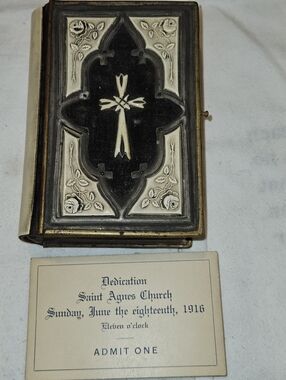 Dedication
Saint Agnes Church
Sunday, June the eighteenth, 1916
Eleven o'clock
ADMIT ONE